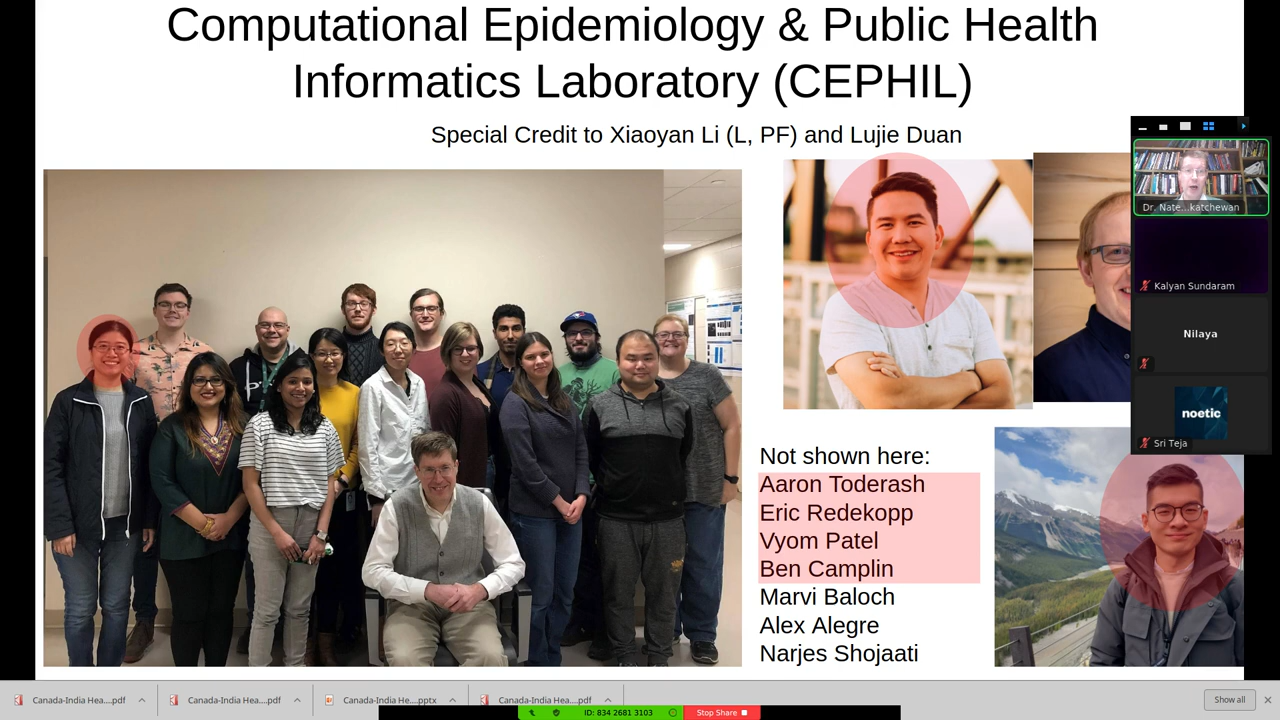 Computational Epidemiology & Public Health
Informatics Laboratory (CEPHIL)
Special Credit to Xiaoyan Li (L, PF) and Lujie Duan
Dr. Nate...katchewan
Kalyan Sundaram
Nilaya
noetic
Sri Teja
Not shown here:
Aaron Toderash
Eric Redekopp
Vyom Patel
Ben Camplin
Marvi Baloch
Alex Alegre
Narjes Shojaati
Canada-India Hea....pdf
Canada-India Hea....pdf
Canada-India He....pptx
Canada-India Hea....pdf
Show all
ID: 834 2681 3103
Stop Share